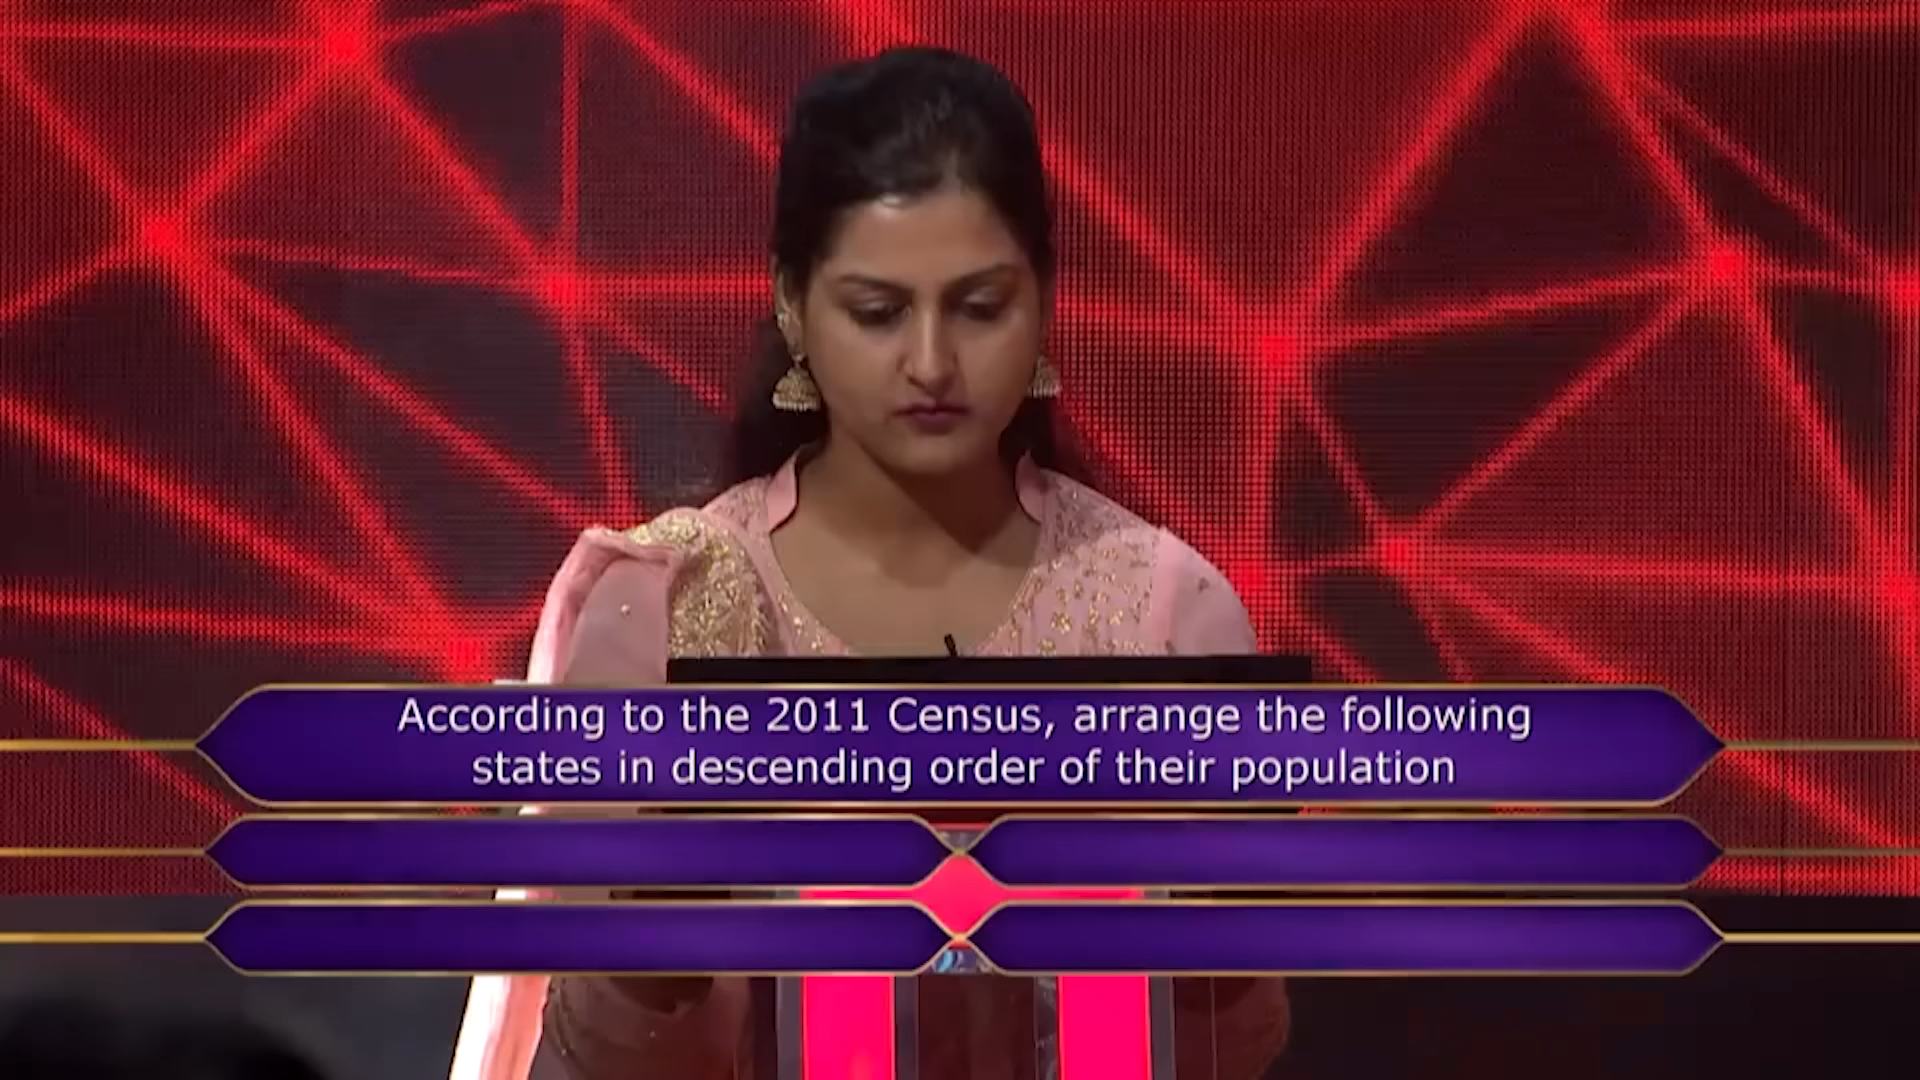 According to the 2011 Census, arrange the following
states in descending order of their population